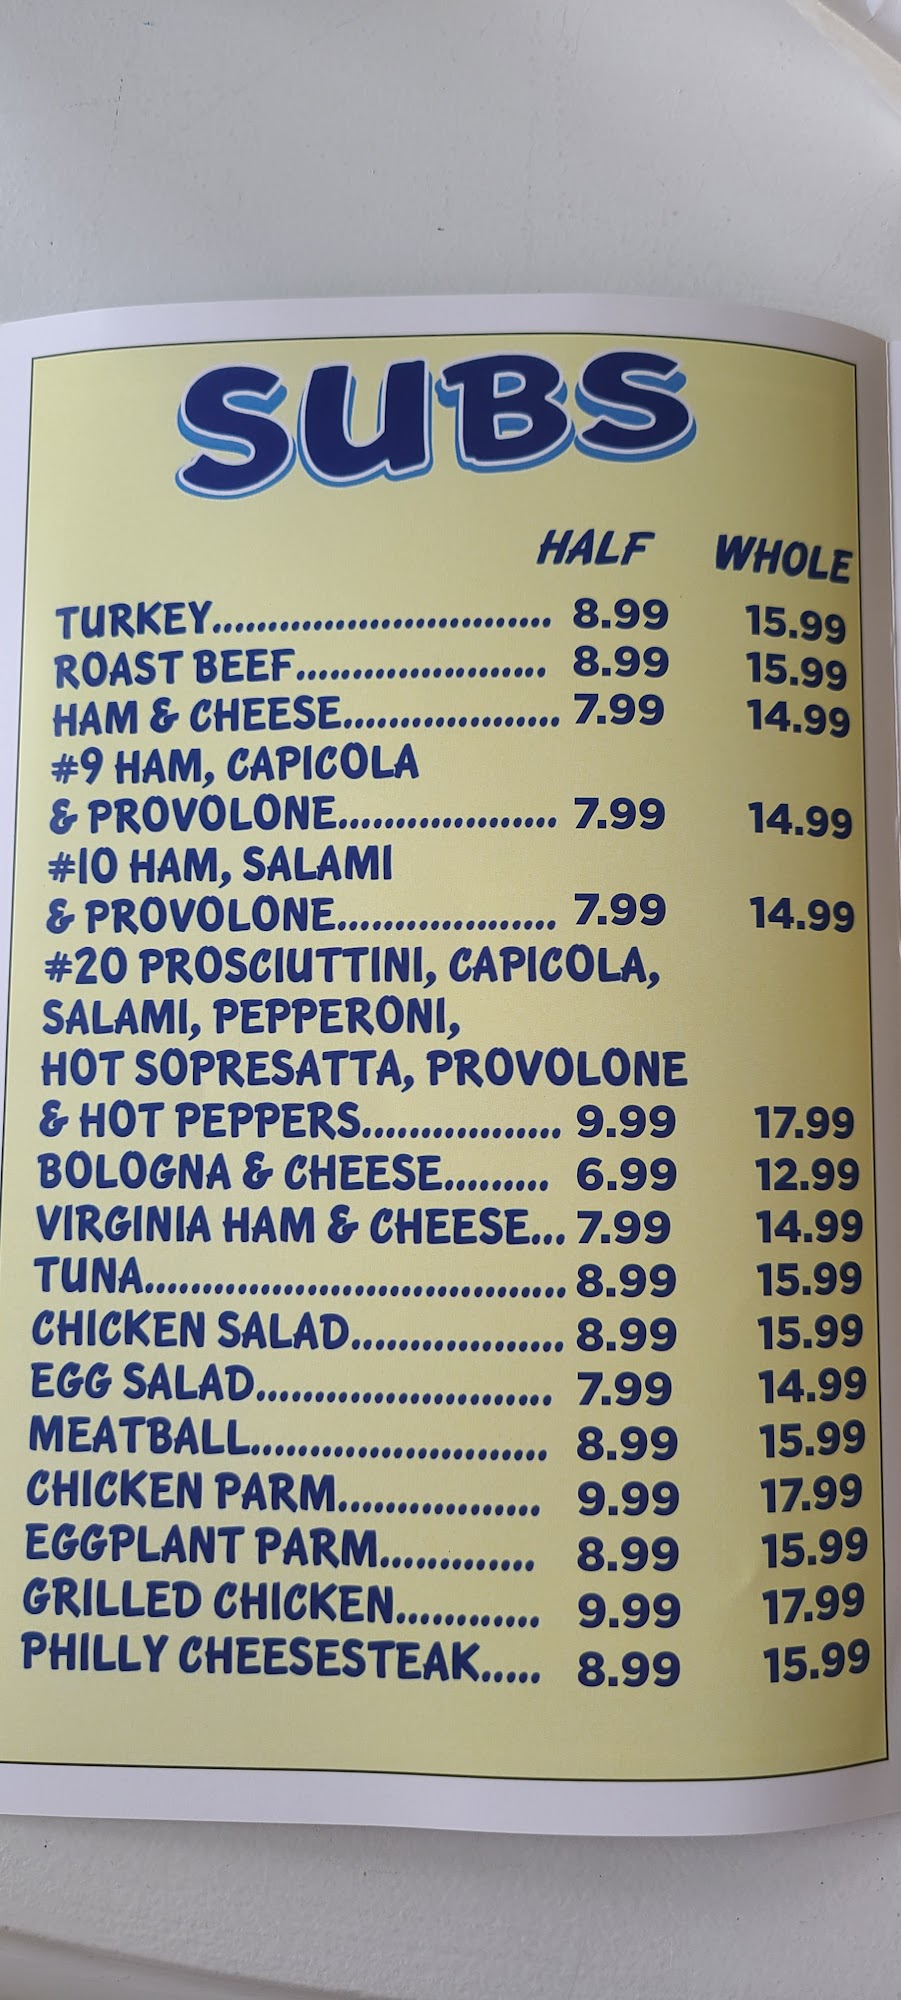 SUBS
HALF WHOLE
TURKEY.............................. 8.99 15.99
ROAST BEEF...................... 8.99 15.99
HAM & CHEESE................... 7.99 14.99
#9 HAM, CAPICOLA
& PROVOLONE................... 7.99 14.99
#10 HAM, SALAMI
& PROVOLONE................... 7.99 14.99
#20 PROSCIUTTINI, CAPICOLA,
SALAMI, PEPPERONI,
HOT SOPRESATTA, PROVOLONE
& HOT PEPPERS................. 9.99 17.99
BOLOGNA & CHEESE......... 6.99 12.99
VIRGINIA HAM & CHEESE... 7.99 14.99
TUNA.................................... 8.99 15.99
CHICKEN SALAD.................. 8.99 15.99
EGG SALAD......................... 7.99 14.99
MEATBALL......................... 8.99 15.99
CHICKEN PARM................. 9.99 17.99
EGGPLANT PARM............. 8.99 15.99
GRILLED CHICKEN............ 9.99 17.99
PHILLY CHEESESTEAK..... 8.99 15.99